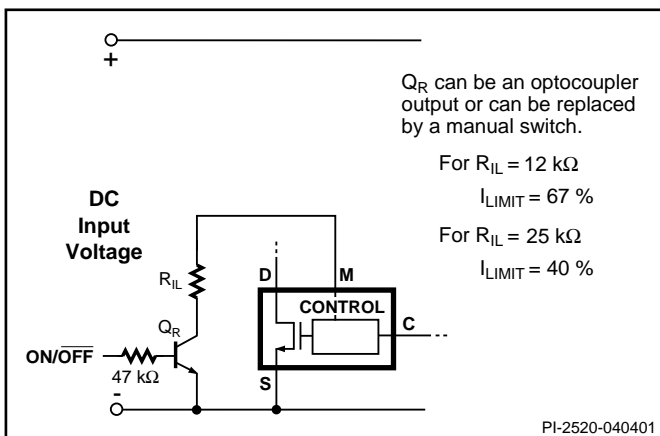 +
Q_R can be an optocoupler
output or can be replaced
by a manual switch.
For R_IL = 12 kΩ
I_LIMIT = 67 %
For R_IL = 25 kΩ
I_LIMIT = 40 %
DC
Input
Voltage
R_IL
D
M
CONTROL
C
Q_R
ON/O̅F̅F̅
47 kΩ
S
-
PI-2520-040401